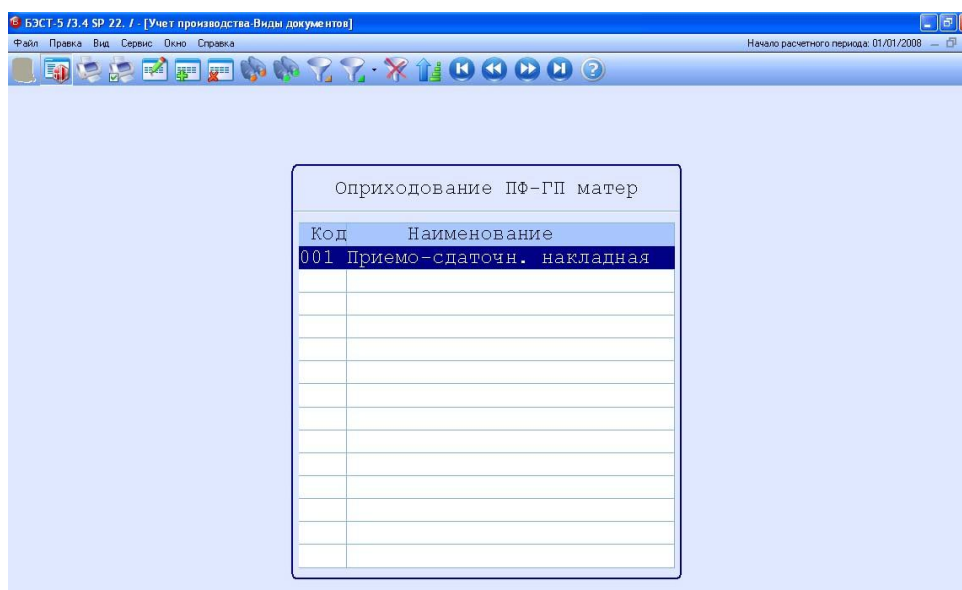 БЭСТ-5 /3.4 SP 22. / - [Учет производства-Виды документов]
Файл Правка Вид Сервис Окно Справка Начало расчетного периода: 01/01/2008
Оприходование ПФ-ГП матер
Код Наименование
001 Приемо-сдаточн. накладная